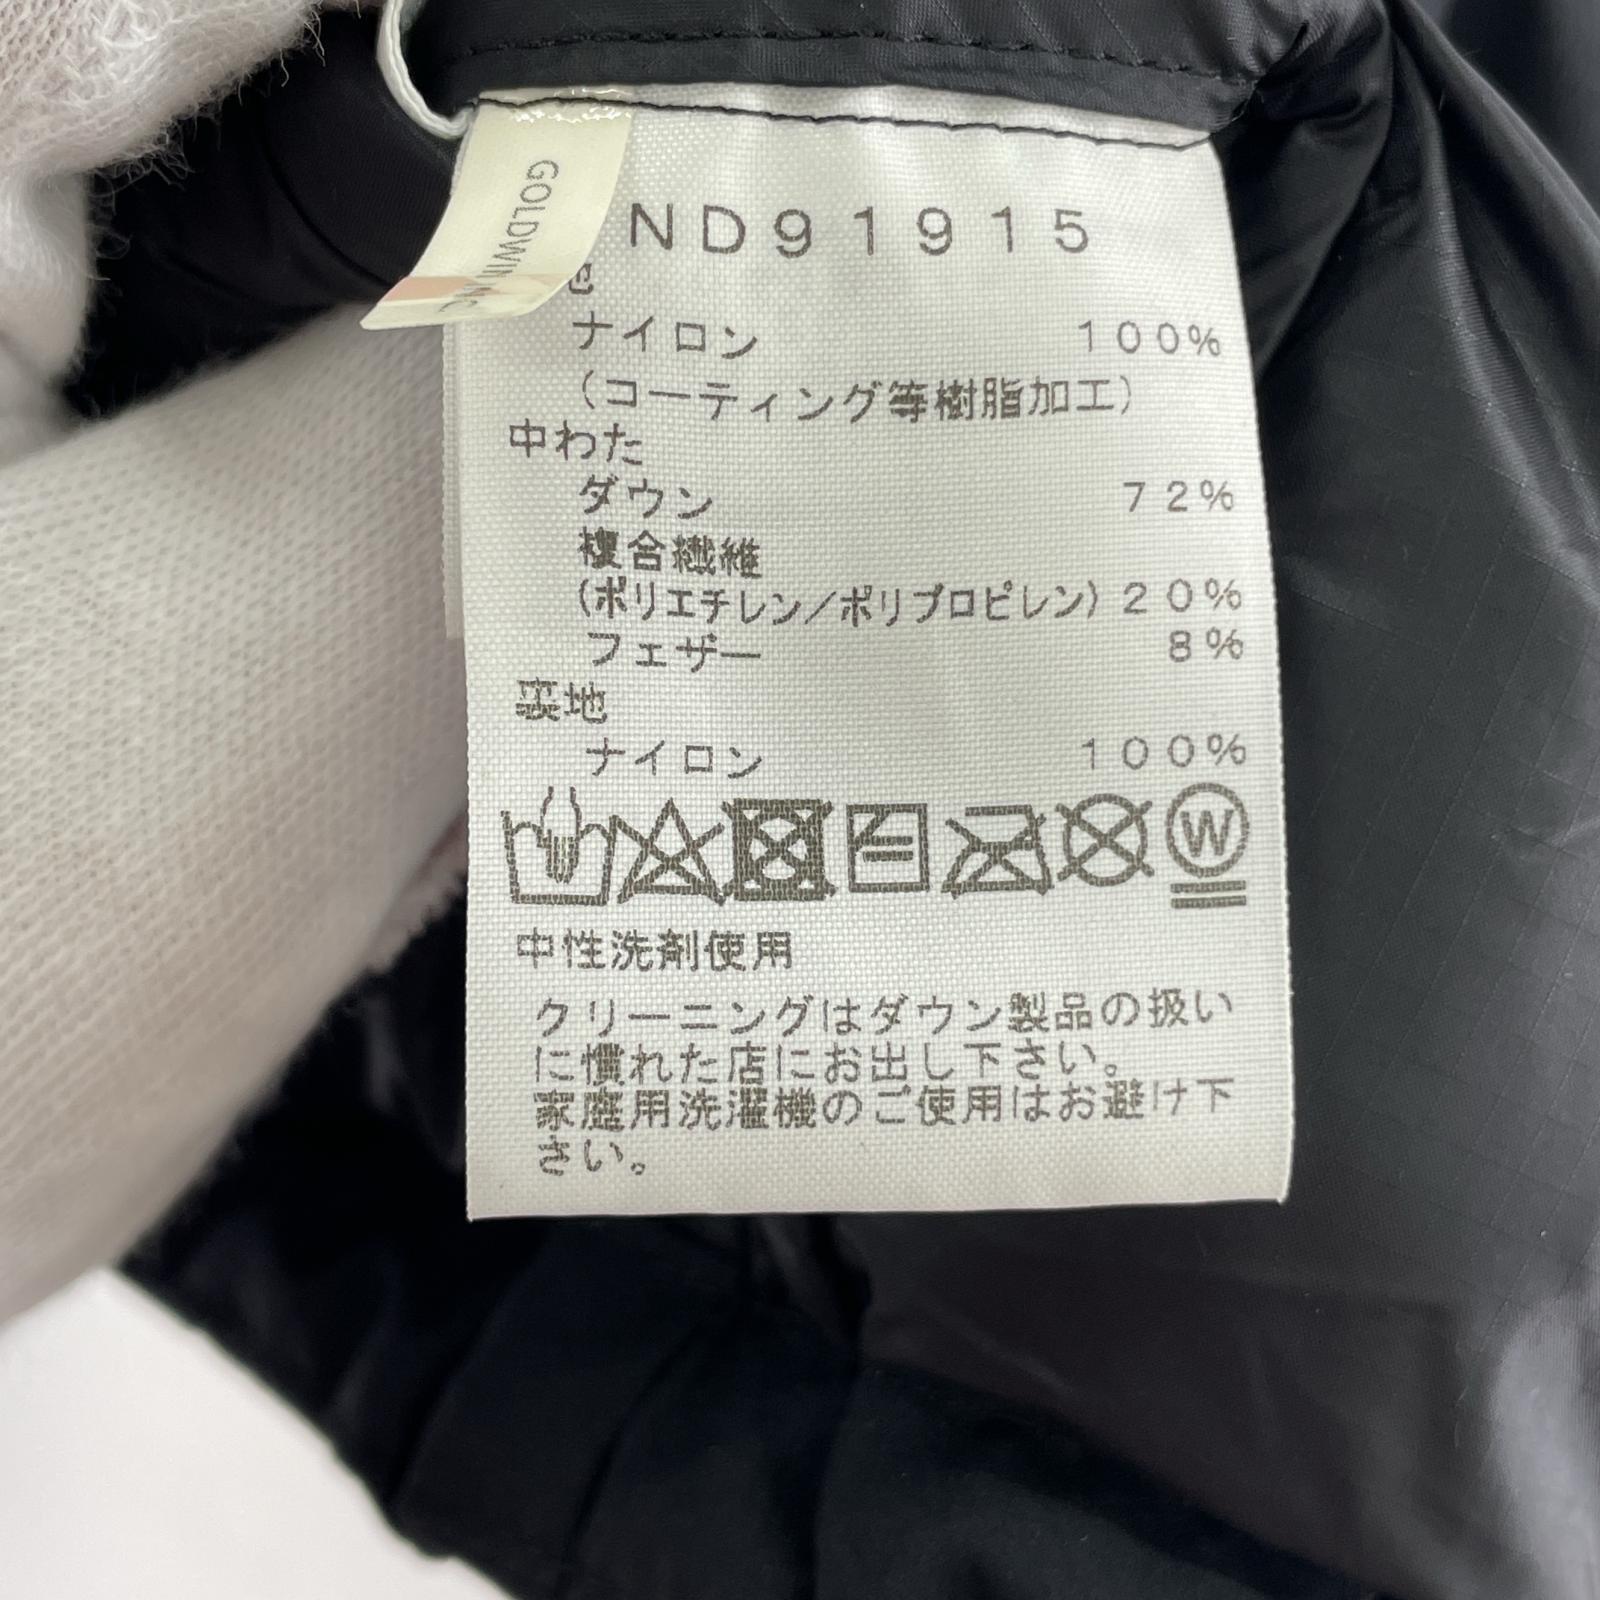 GOLDWIN INC
ND91915
地
ナイロン 100%
(コーティング等樹脂加工)
中わた
ダウン 72%
複合繊維
(ポリエチレン/ポリプロピレン) 20%
フェザー 8%
裏地
ナイロン 100%
W
中性洗剤使用
クリーニングはダウン製品の扱い
に慣れた店にお出し下さい。
家庭用洗濯機のご使用はお避け下
さい。